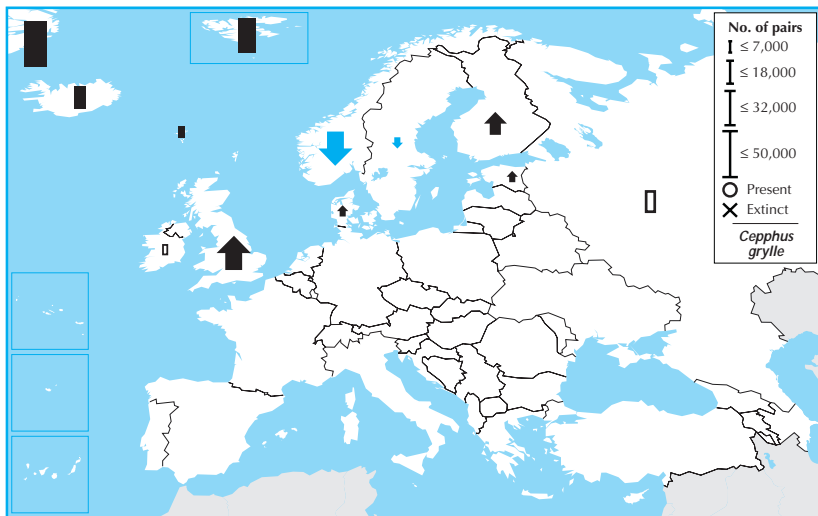 No. of pairs
≤ 7,000
≤ 18,000
≤ 32,000
≤ 50,000
Present
Extinct
Cepphus
grylle